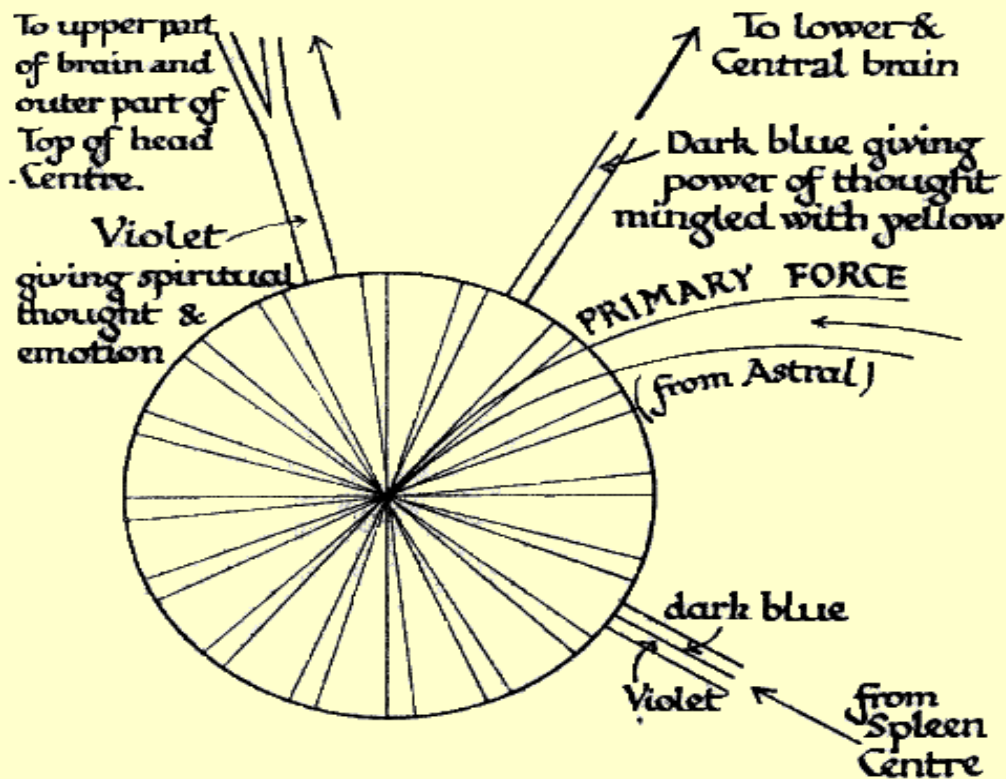 To upper part
of brain and
outer part of
Top of head
Centre.
To lower &
Central brain
Dark blue giving
power of thought
mingled with yellow
Violet
giving spiritual
thought &
emotion
PRIMARY FORCE
(from Astral)
dark blue
Violet
from
Spleen
Centre